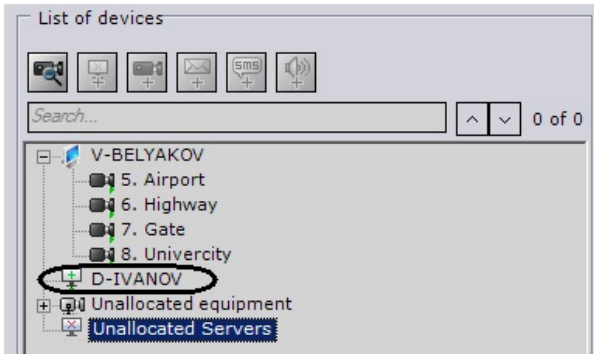 List of devices
sms
Search...
0 of 0
V-BELYAKOV
5. Airport
6. Highway
7. Gate
8. Univercity
D-IVANOV
Unallocated equipment
Unallocated Servers